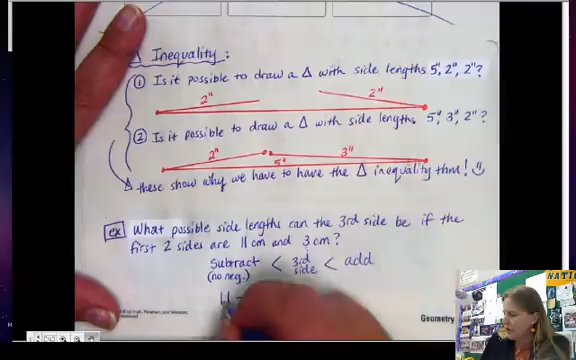 Δ Inequality:
① Is it possible to draw a Δ with side lengths 5", 2", 2"?
2" 2"
② Is it possible to draw a Δ with side lengths 5", 3", 2"?
2" 5" 3"
Δ these show why we have to have the Δ inequality thm! ☺
ex What possible side lengths can the 3rd side be if the
first 2 sides are 11 cm and 3 cm?
Subtract < 3rd side < add
(no neg.)
11 -
Geometry